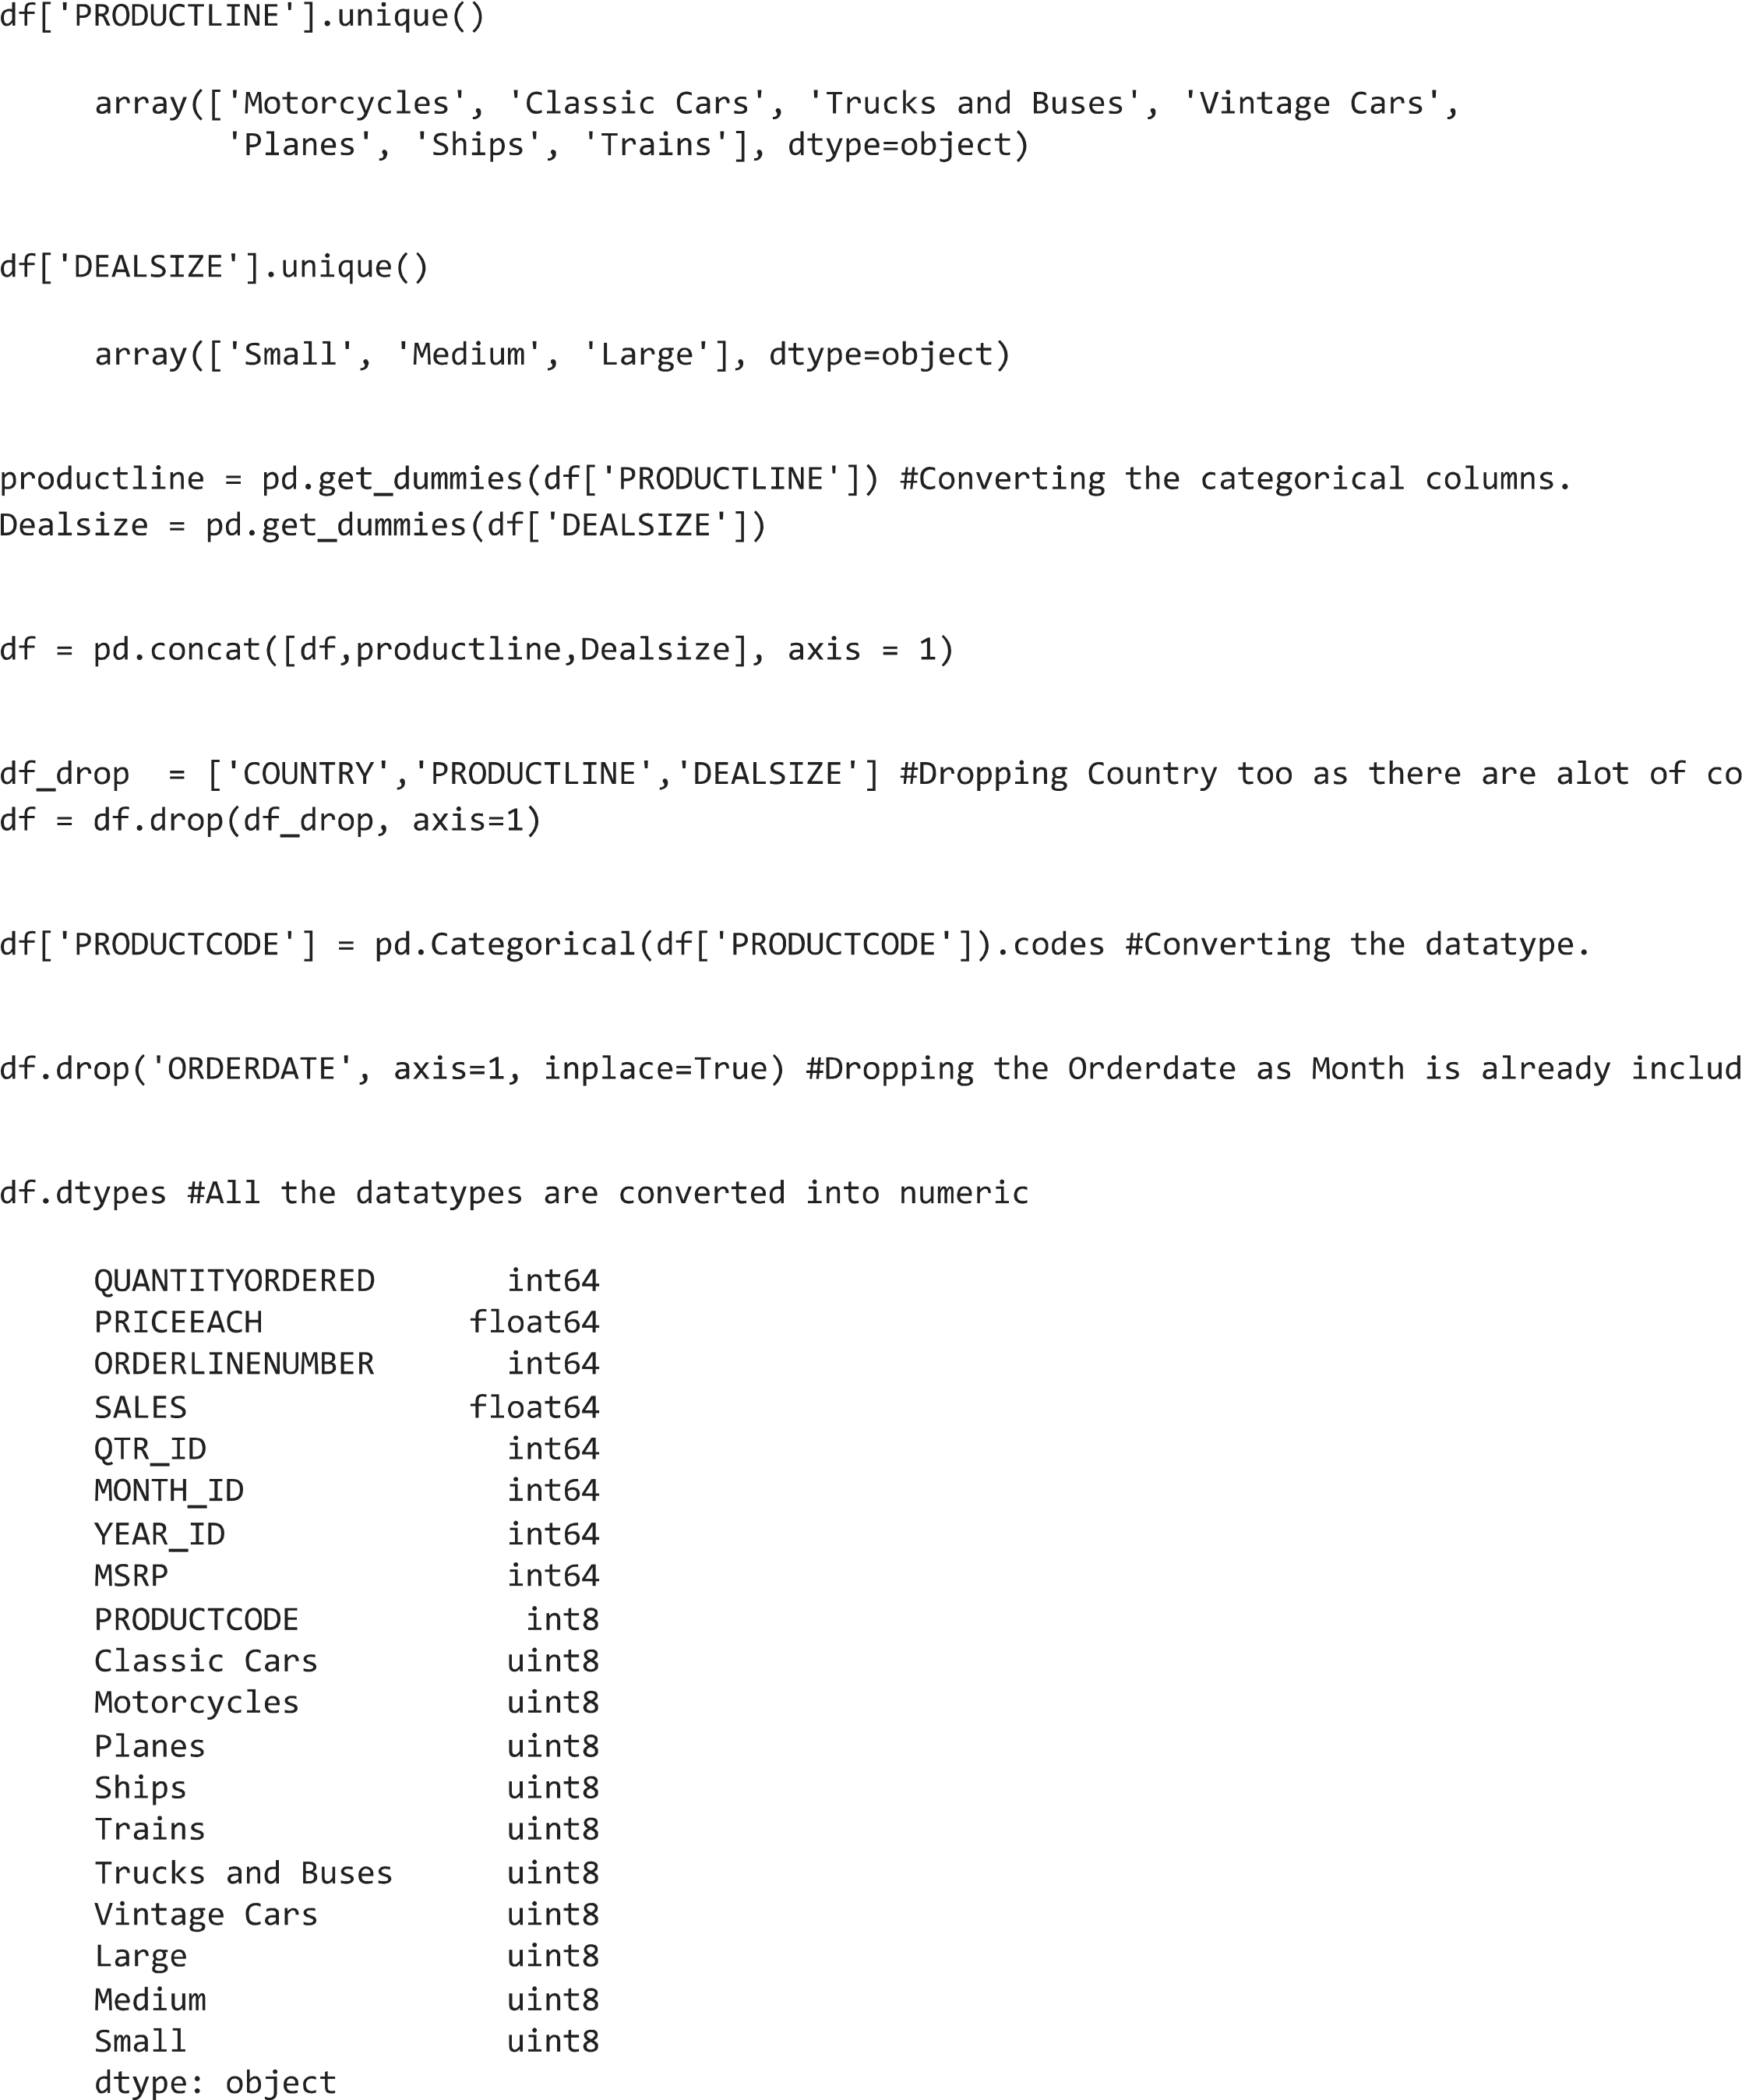 df['PRODUCTLINE'].unique()
array(['Motorcycles', 'Classic Cars', 'Trucks and Buses', 'Vintage Cars',
'Planes', 'Ships', 'Trains'], dtype=object)
df['DEALSIZE'].unique()
array(['Small', 'Medium', 'Large'], dtype=object)
productline = pd.get_dummies(df['PRODUCTLINE']) #Converting the categorical columns.
Dealsize = pd.get_dummies(df['DEALSIZE'])
df = pd.concat([df,productline,Dealsize], axis = 1)
df_drop  = ['COUNTRY','PRODUCTLINE','DEALSIZE'] #Dropping Country too as there are alot of co
df = df.drop(df_drop, axis=1)
df['PRODUCTCODE'] = pd.Categorical(df['PRODUCTCODE']).codes #Converting the datatype.
df.drop('ORDERDATE', axis=1, inplace=True) #Dropping the Orderdate as Month is already includ
df.dtypes #All the datatypes are converted into numeric
QUANTITYORDERED       int64
PRICEEACH           float64
ORDERLINENUMBER       int64
SALES               float64
QTR_ID                int64
MONTH_ID              int64
YEAR_ID               int64
MSRP                  int64
PRODUCTCODE            int8
Classic Cars          uint8
Motorcycles           uint8
Planes                uint8
Ships                 uint8
Trains                uint8
Trucks and Buses      uint8
Vintage Cars          uint8
Large                 uint8
Medium                uint8
Small                 uint8
dtype: object